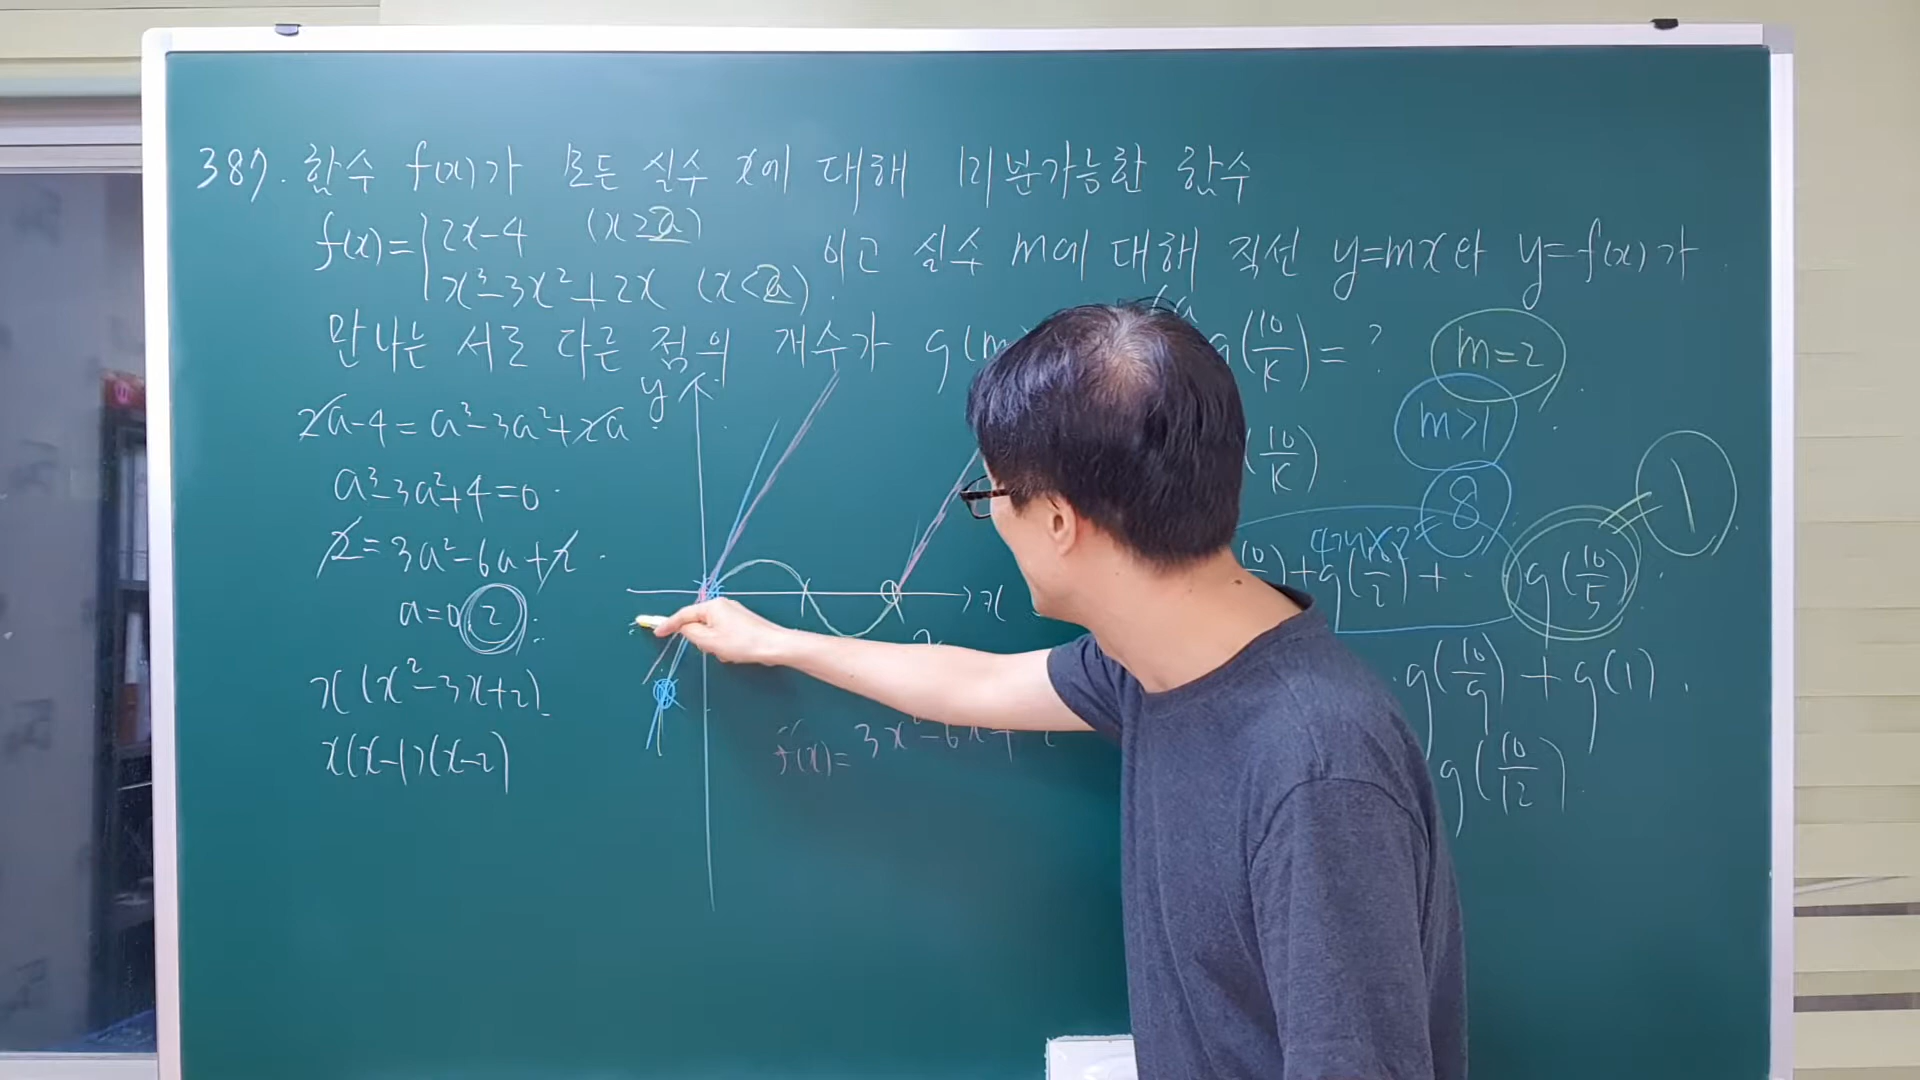 387. 함수 f(x)가 모든 실수 x에 대해 미분가능한 함수
f(x)={2x-4 (x≥a)
x³-3x²+2x (x<a)
이고 실수 m에 대해 직선 y=mx와 y=f(x)가
만나는 서로 다른 점의 개수가 g(m)
g(10/k)=?
m=2
m>1
2a-4=a³-3a²+2a
a³-3a²+4=0
2=3a²-6a+2
a=0, 2
x(x²-3x+2)
x(x-1)(x-2)
y
x
f'(x)=3x²-6x+
(10/k)
=8
+g(10/2)+
g(10/5)
=1
g(10/9)+g(1)
g(10/12)